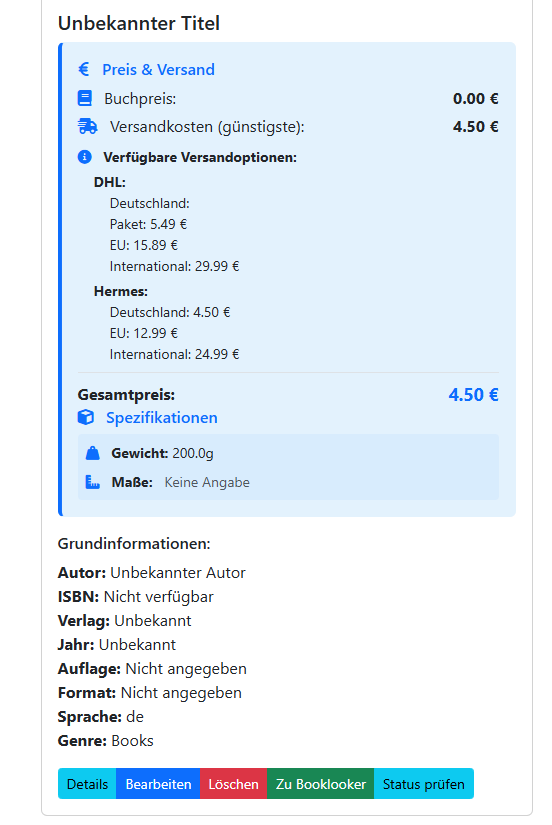 Unbekannter Titel
€ Preis & Versand
Buchpreis: 0.00 €
Versandkosten (günstigste): 4.50 €
Verfügbare Versandoptionen:
DHL:
Deutschland:
Paket: 5.49 €
EU: 15.89 €
International: 29.99 €
Hermes:
Deutschland: 4.50 €
EU: 12.99 €
International: 24.99 €
Gesamtpreis: 4.50 €
Spezifikationen
Gewicht: 200.0g
Maße: Keine Angabe
Grundinformationen:
Autor: Unbekannter Autor
ISBN: Nicht verfügbar
Verlag: Unbekannt
Jahr: Unbekannt
Auflage: Nicht angegeben
Format: Nicht angegeben
Sprache: de
Genre: Books
Details Bearbeiten Löschen Zu Booklooker Status prüfen